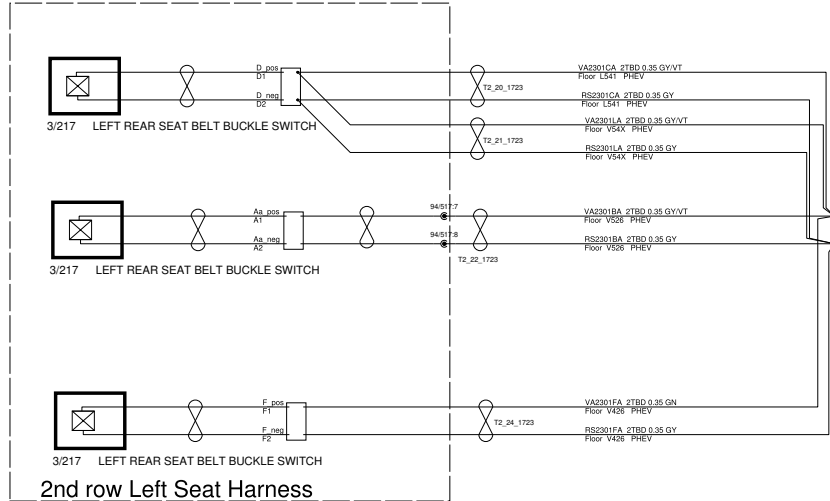 D_pos
D1
D_neg
D2
3/217 LEFT REAR SEAT BELT BUCKLE SWITCH
T2_20_1723
T2_21_1723
VA2301CA 2TBD 0.35 GY/VT
Floor L541 PHEV
RS2301CA 2TBD 0.35 GY
Floor L541 PHEV
VA2301LA 2TBD 0.35 GY/VT
Floor V54X PHEV
RS2301LA 2TBD 0.35 GY
Floor V54X PHEV
Aa_pos
A1
Aa_neg
A2
3/217 LEFT REAR SEAT BELT BUCKLE SWITCH
94/517:7
94/517:8
T2_22_1723
VA2301BA 2TBD 0.35 GY/VT
Floor V526 PHEV
RS2301BA 2TBD 0.35 GY
Floor V526 PHEV
F_pos
F1
F_neg
F2
3/217 LEFT REAR SEAT BELT BUCKLE SWITCH
T2_24_1723
VA2301FA 2TBD 0.35 GN
Floor V426 PHEV
RS2301FA 2TBD 0.35 GY
Floor V426 PHEV
2nd row Left Seat Harness